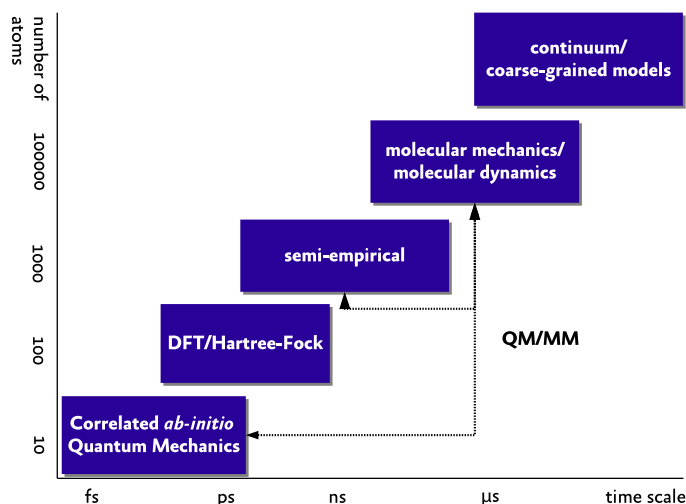 number of
atoms
continuum/
coarse-grained models
100000
molecular mechanics/
molecular dynamics
1000
semi-empirical
100
DFT/Hartree-Fock
QM/MM
10
Correlated ab-initio
Quantum Mechanics
fs
ps
ns
µs
time scale